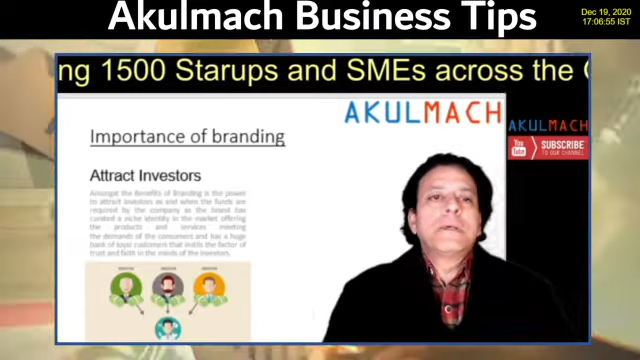 Akulmach Business Tips
Dec 19, 2020
17:06:55 IST
ng 1500 Starups and SMEs across the
AKULMACH
AKULMACH
Importance of branding
You Tube SUBSCRIBE
TO OUR CHANNEL
Attract Investors
Amongst the Benefits of Branding is the power
to attract investors as and when the funds are
required by the company as the brand has
curated a niche identity in the market offering
the products and services meeting
the demands of the consumers and has a huge
bank of loyal customers that instils the factor of
trust and faith in the minds of the investors.